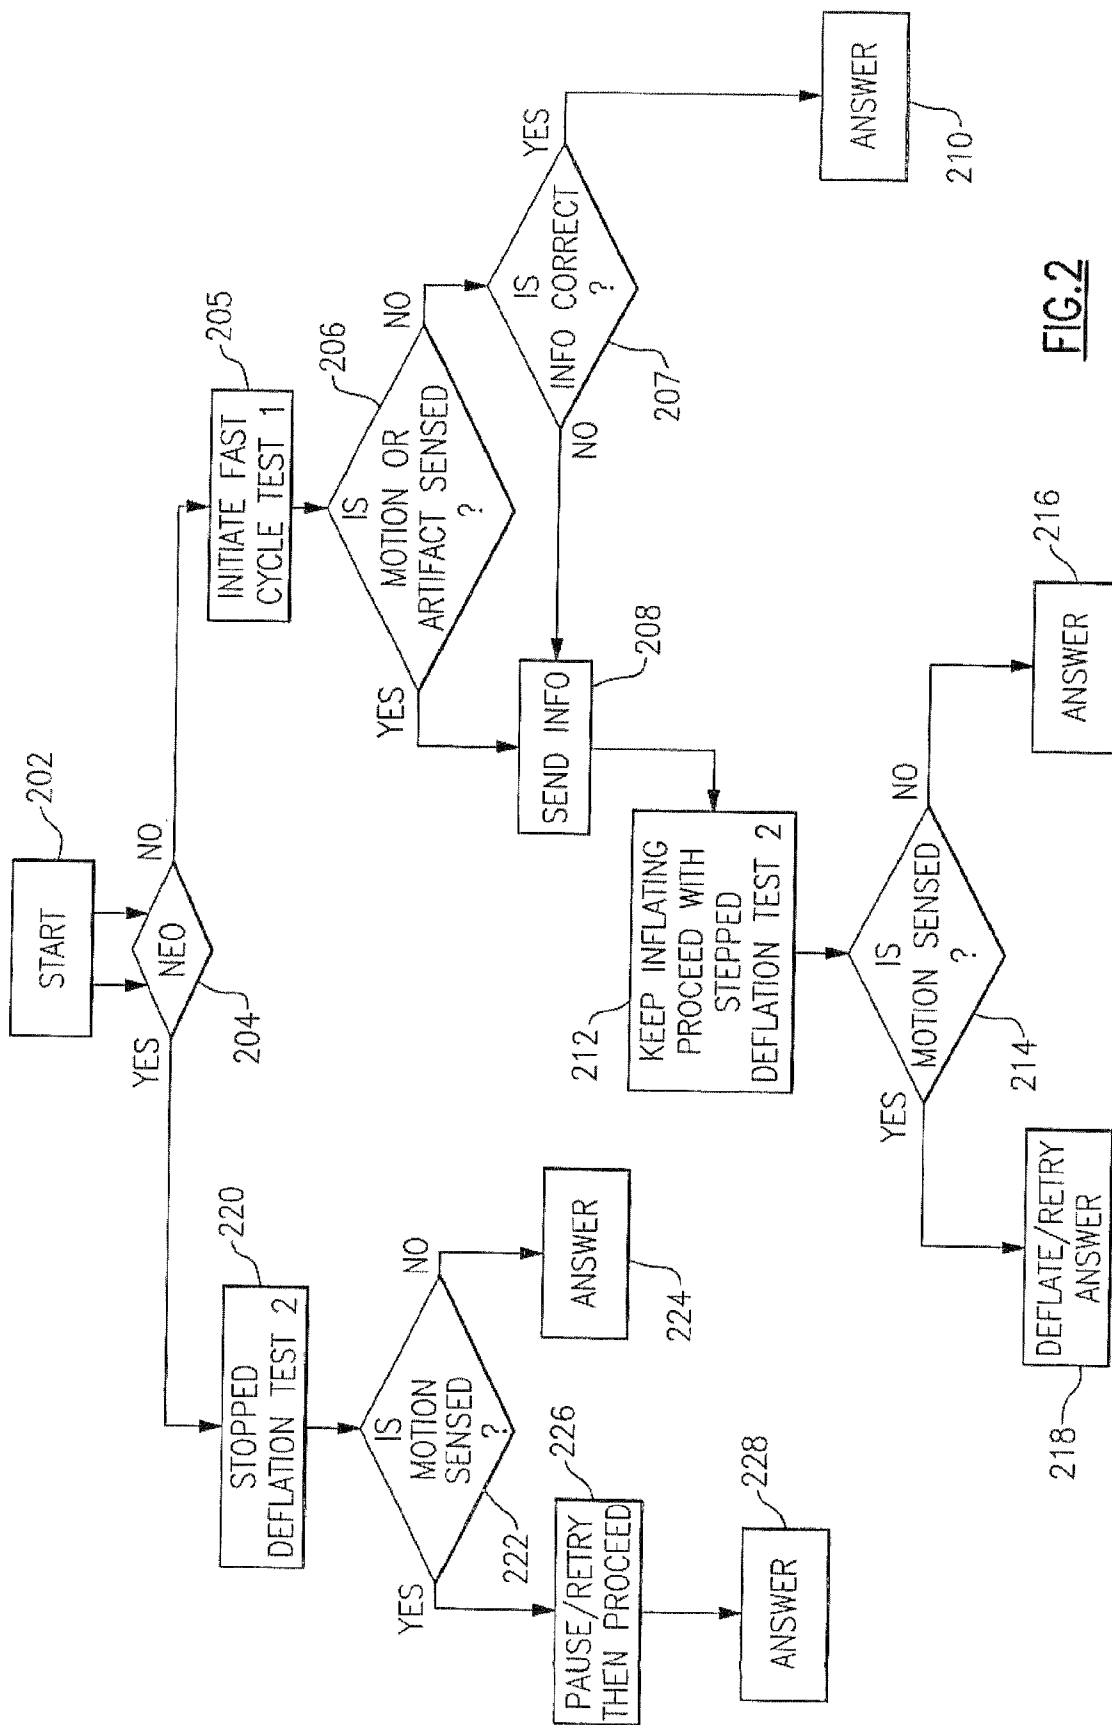 START
202
NEO
204
YES
NO
STOPPED
DEFLATION TEST 2
220
IS
MOTION
SENSED
?
222
YES
NO
PAUSE/RETRY
THEN PROCEED
226
ANSWER
228
ANSWER
224
INITIATE FAST
CYCLE TEST 1
205
IS
MOTION OR
ARTIFACT SENSED
?
206
YES
NO
IS
INFO CORRECT
?
207
NO
YES
SEND INFO
208
ANSWER
210
KEEP INFLATING
PROCEED WITH
STEPPED
DEFLATION TEST 2
212
IS
MOTION SENSED
?
214
YES
NO
DEFLATE/RETRY
ANSWER
218
ANSWER
216
FIG.2